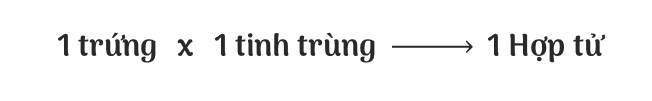 1 trứng x 1 tinh trùng ⟶ 1 Hợp tử